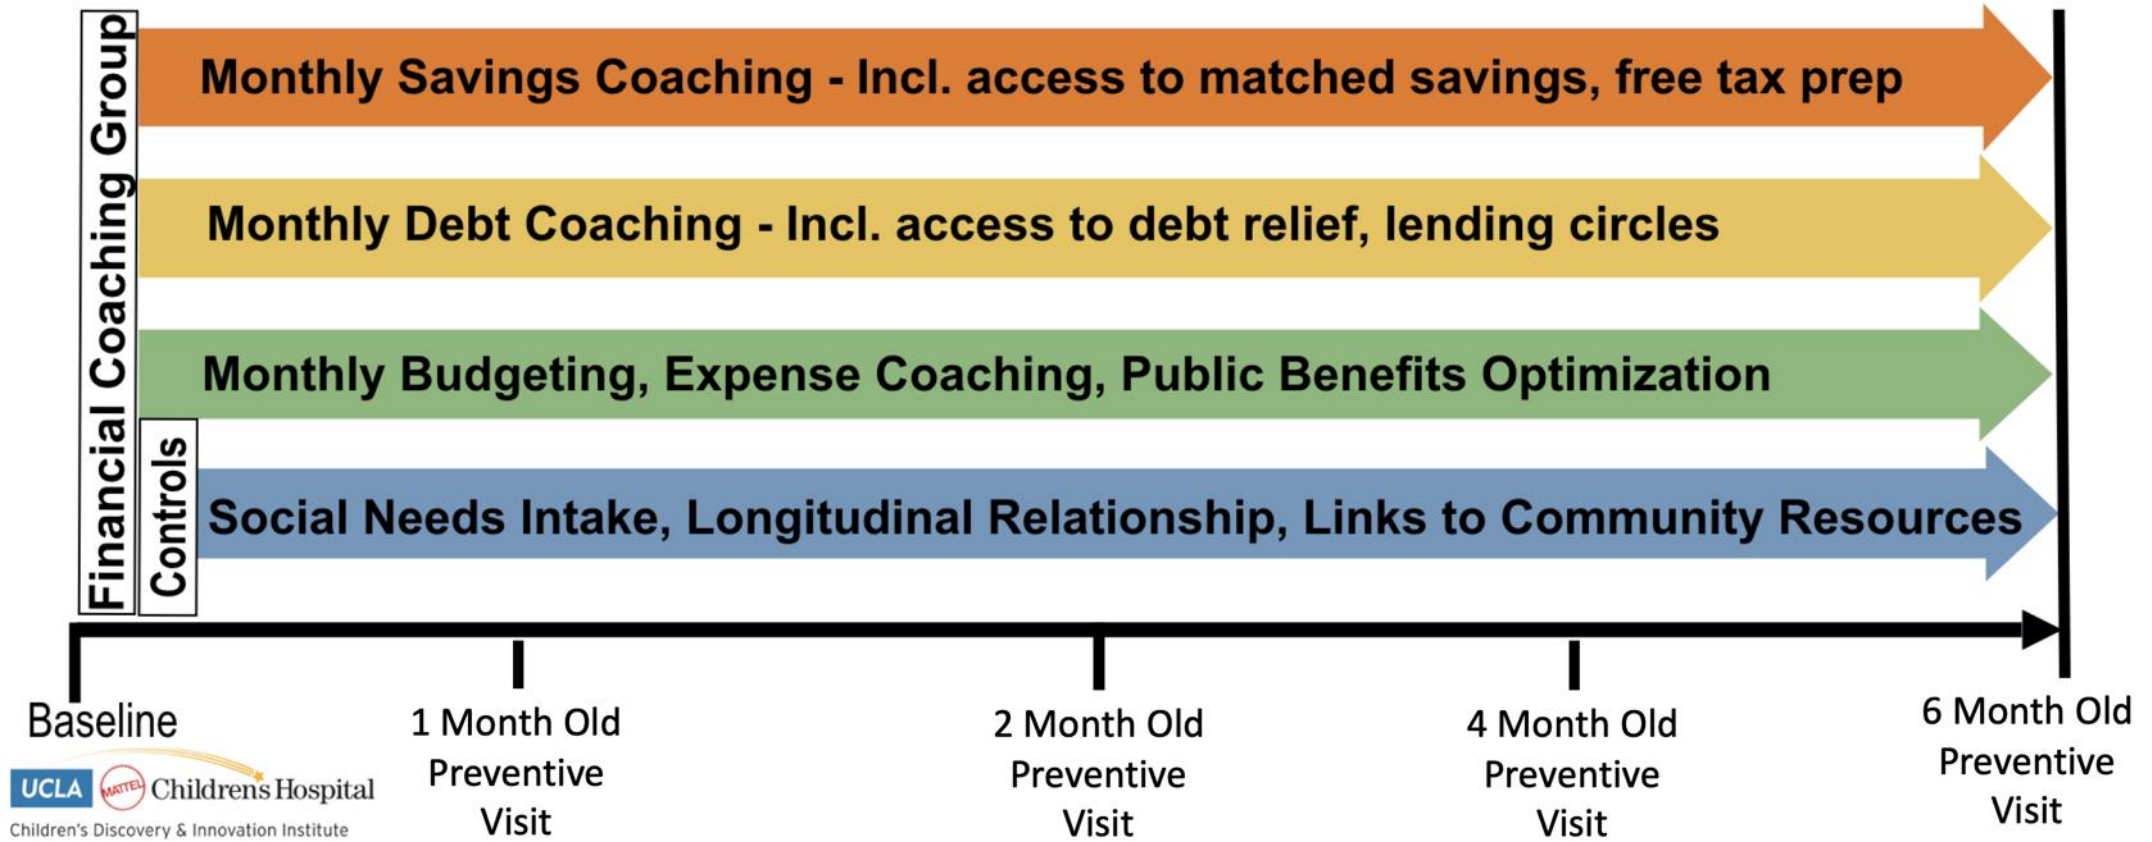 Financial Coaching Group
Monthly Savings Coaching - Incl. access to matched savings, free tax prep
Monthly Debt Coaching - Incl. access to debt relief, lending circles
Monthly Budgeting, Expense Coaching, Public Benefits Optimization
Controls
Social Needs Intake, Longitudinal Relationship, Links to Community Resources
Baseline
1 Month Old
Preventive
Visit
2 Month Old
Preventive
Visit
4 Month Old
Preventive
Visit
6 Month Old
Preventive
Visit
UCLA MATTEL Children's Hospital
Children's Discovery & Innovation Institute